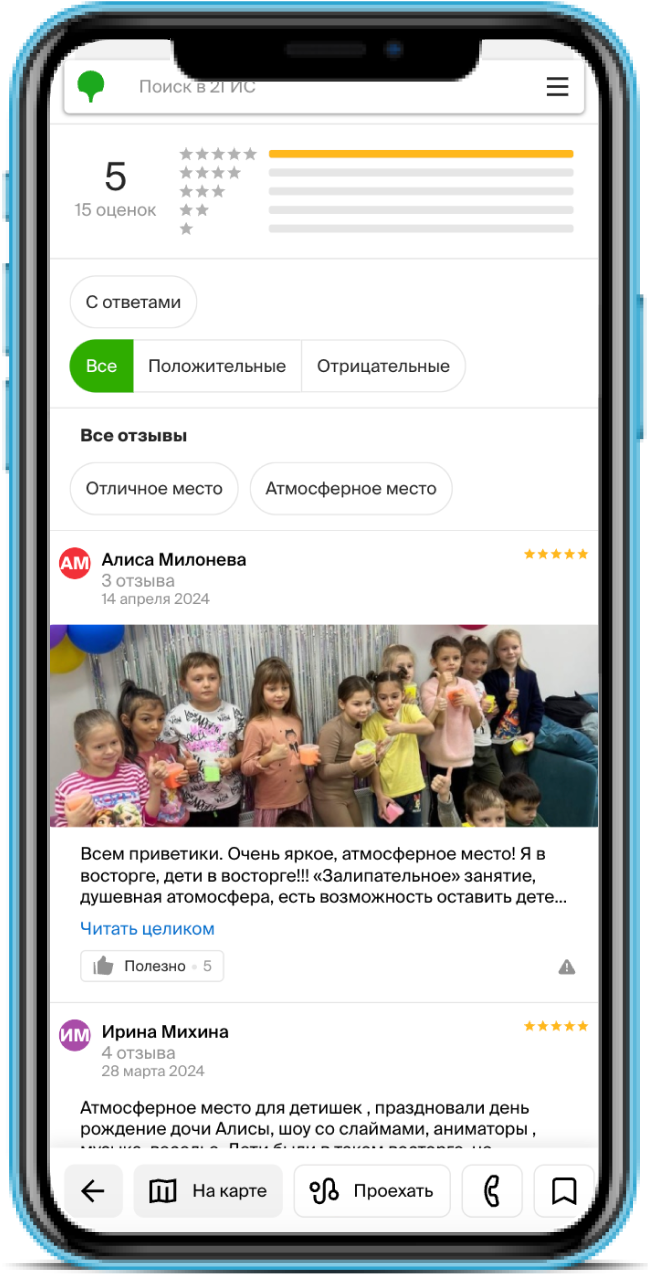 Поиск в 2ГИС
5
15 оценок
С ответами
Все
Положительные
Отрицательные
Все отзывы
Отличное место
Атмосферное место
АМ
Алиса Милонева
3 отзыва
14 апреля 2024
Всем приветики. Очень яркое, атмосферное место! Я в
восторге, дети в восторге!!! «Залипательное» занятие,
душевная атомосфера, есть возможность оставить дете...
Читать целиком
Полезно 5
ИМ
Ирина Михина
4 отзыва
28 марта 2024
Атмосферное место для детишек , праздновали день
рождение дочи Алисы, шоу со слаймами, аниматоры ,
На карте
Проехать